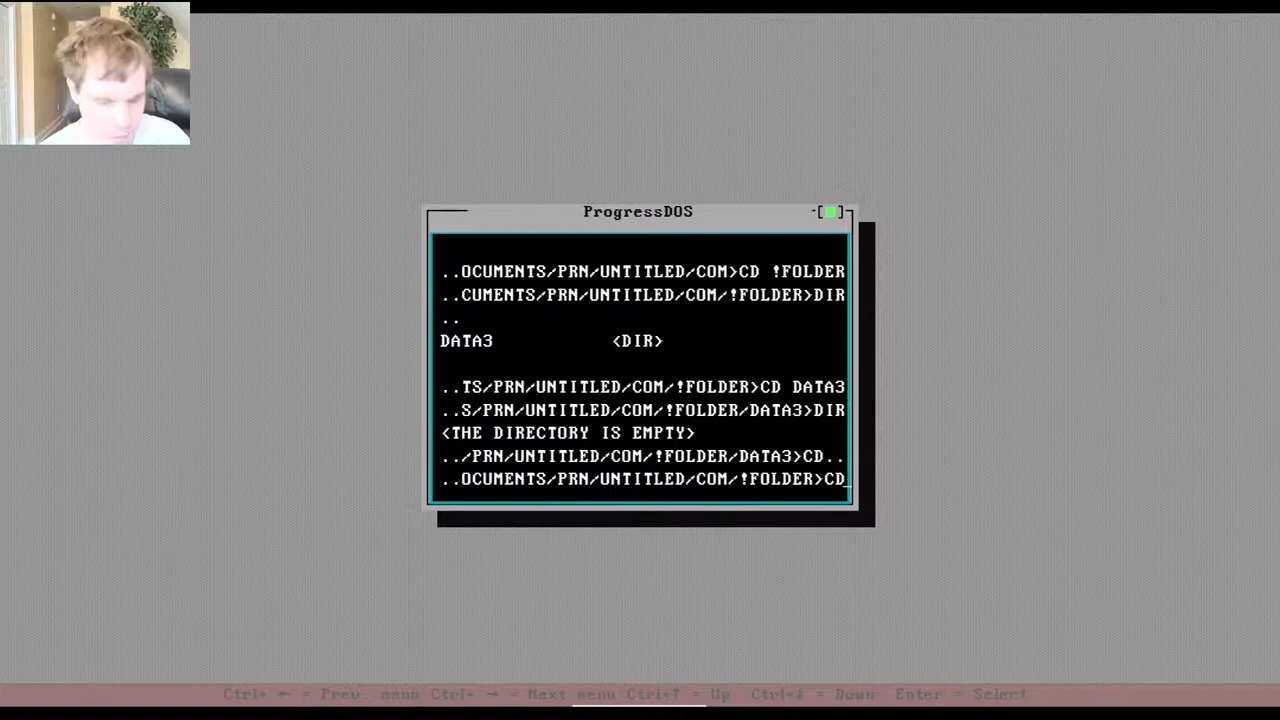 ProgressDOS
..OCUMENTS/PRN/UNTITLED/COM>CD !FOLDER
..CUMENTS/PRN/UNTITLED/COM/!FOLDER>DIR
..
DATA3 <DIR>
..TS/PRN/UNTITLED/COM/!FOLDER>CD DATA3
..S/PRN/UNTITLED/COM/!FOLDER/DATA3>DIR
<THE DIRECTORY IS EMPTY>
../PRN/UNTITLED/COM/!FOLDER/DATA3>CD..
..OCUMENTS/PRN/UNTITLED/COM/!FOLDER>CD_
Ctrl+ ← = Prev. menu Ctrl+ → = Next menu Ctrl+↑ = Up Ctrl+↓ = Down Enter = Select